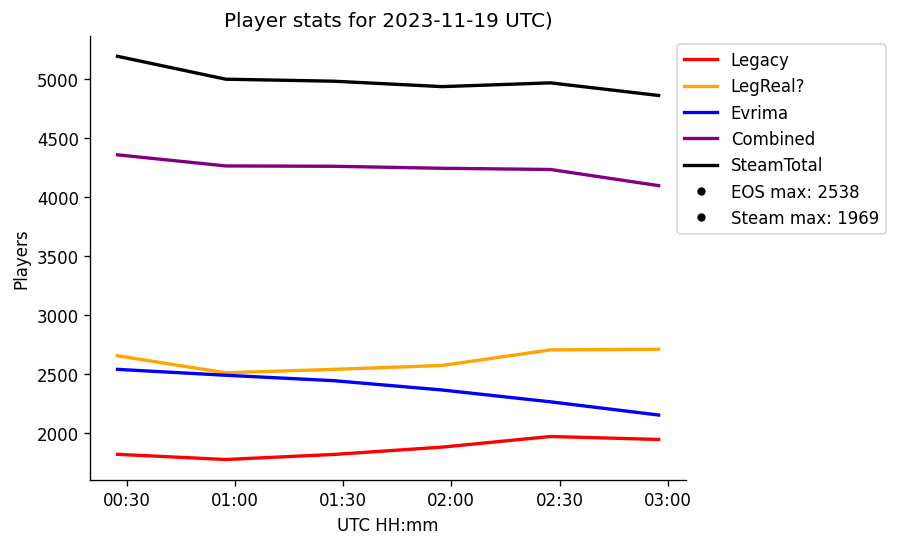 Player stats for 2023-11-19 UTC)
Legacy
LegReal?
Evrima
Combined
SteamTotal
EOS max: 2538
Steam max: 1969
Players
5000
4500
4000
3500
3000
2500
2000
00:30 01:00 01:30 02:00 02:30 03:00
UTC HH:mm